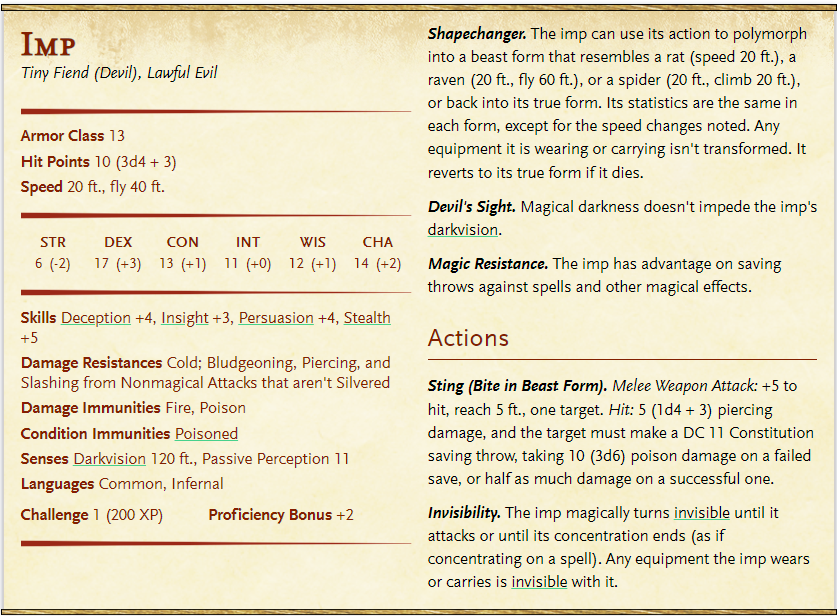 Imp
Tiny Fiend (Devil), Lawful Evil
Armor Class 13
Hit Points 10 (3d4 + 3)
Speed 20 ft., fly 40 ft.
STR DEX CON INT WIS CHA
6 (-2) 17 (+3) 13 (+1) 11 (+0) 12 (+1) 14 (+2)
Skills Deception +4, Insight +3, Persuasion +4, Stealth
+5
Damage Resistances Cold; Bludgeoning, Piercing, and
Slashing from Nonmagical Attacks that aren't Silvered
Damage Immunities Fire, Poison
Condition Immunities Poisoned
Senses Darkvision 120 ft., Passive Perception 11
Languages Common, Infernal
Challenge 1 (200 XP) Proficiency Bonus +2
Shapechanger. The imp can use its action to polymorph
into a beast form that resembles a rat (speed 20 ft.), a
raven (20 ft., fly 60 ft.), or a spider (20 ft., climb 20 ft.),
or back into its true form. Its statistics are the same in
each form, except for the speed changes noted. Any
equipment it is wearing or carrying isn't transformed. It
reverts to its true form if it dies.
Devil's Sight. Magical darkness doesn't impede the imp's
darkvision.
Magic Resistance. The imp has advantage on saving
throws against spells and other magical effects.
Actions
Sting (Bite in Beast Form). Melee Weapon Attack: +5 to
hit, reach 5 ft., one target. Hit: 5 (1d4 + 3) piercing
damage, and the target must make a DC 11 Constitution
saving throw, taking 10 (3d6) poison damage on a failed
save, or half as much damage on a successful one.
Invisibility. The imp magically turns invisible until it
attacks or until its concentration ends (as if
concentrating on a spell). Any equipment the imp wears
or carries is invisible with it.